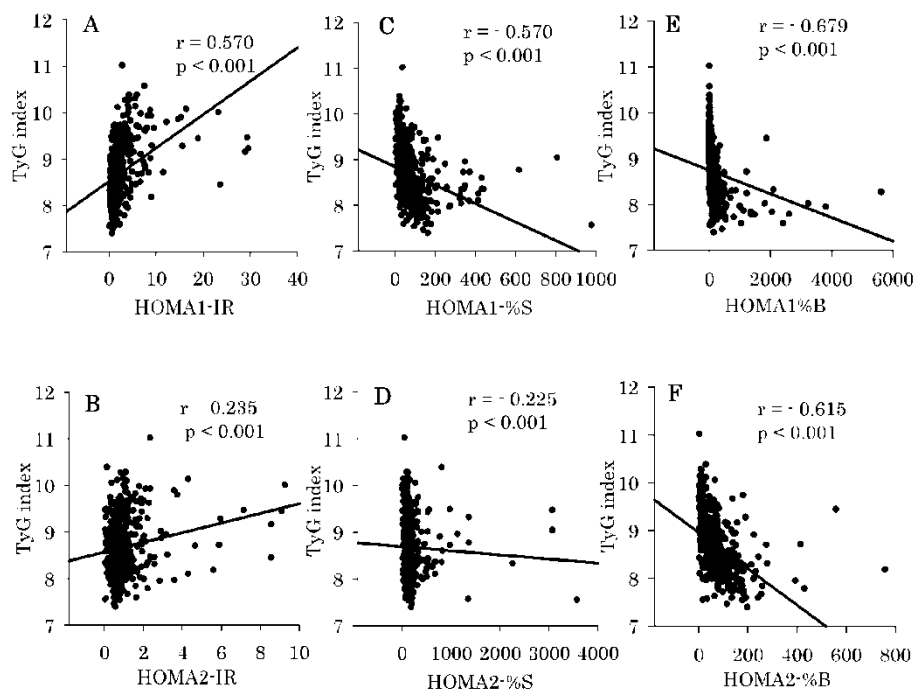 A
r = 0.570
p < 0.001
TyG index
12
11
10
9
8
7
0 10 20 30 40
HOMA1-IR
C
r = - 0.570
p < 0.001
TyG index
12
11
10
9
8
7
0 200 400 600 800 1000
HOMA1-%S
E
r = - 0.679
p < 0.001
TyG index
12
11
10
9
8
7
0 2000 4000 6000
HOMA1%B
B
r 0.235
p < 0.001
TyG index
12
11
10
9
8
7
0 2 4 6 8 10
HOMA2-IR
D
r = - 0.225
p < 0.001
TyG index
12
11
10
9
8
7
0 1000 2000 3000 4000
HOMA2-%S
F
r = - 0.615
p < 0.001
TyG index
12
11
10
9
8
7
0 200 400 600 800
HOMA2-%B